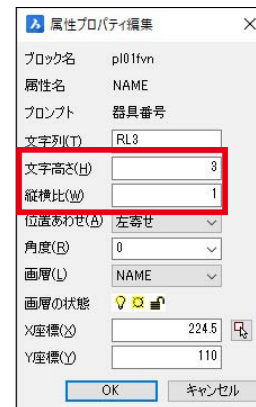 属性プロパティ編集
ブロック名 pl01fvn
属性名 NAME
プロンプト 器具番号
文字列(T) RL3
文字高さ(H) 3
縦横比(W) 1
位置あわせ(A) 左寄せ
角度(R) 0
画層(L) NAME
画層の状態
X座標(X) 224.5
Y座標(Y) 110
OK キャンセル